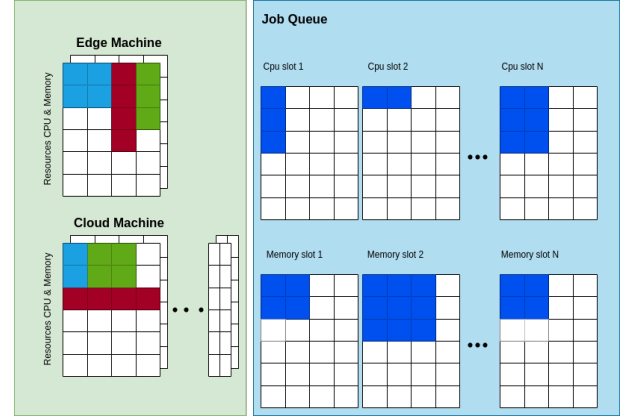 Job Queue
Edge Machine
Resources CPU & Memory
Cpu slot 1
Cpu slot 2
Cpu slot N
Cloud Machine
Resources CPU & Memory
Memory slot 1
Memory slot 2
Memory slot N